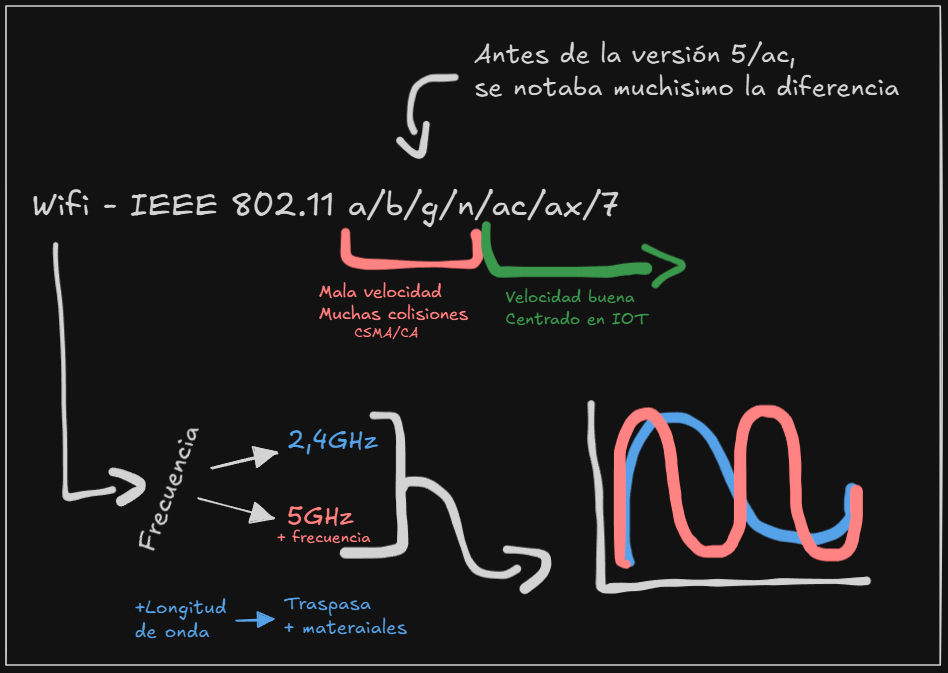 Antes de la versión 5/ac,
se notaba muchisimo la diferencia
Wifi - IEEE 802.11 a/b/g/n/ac/ax/7
Mala velocidad
Muchas colisiones
CSMA/CA
Velocidad buena
Centrado en IOT
Frecuencia
2,4GHz
5GHz
+ frecuencia
+Longitud
de onda
Traspasa
+ materaiales